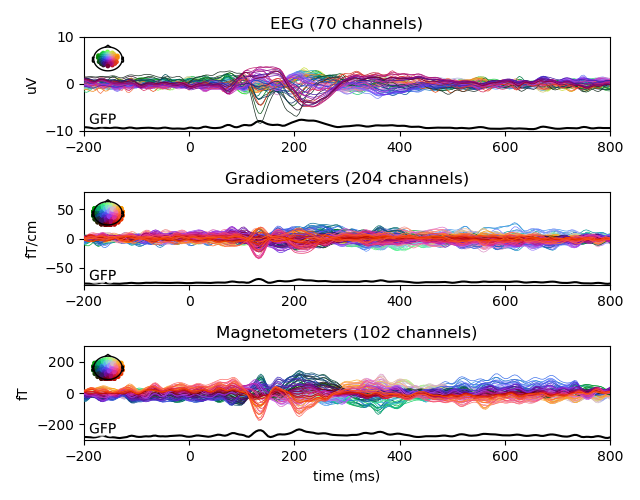 EEG (70 channels)
10
0
−10
uV
GFP
−200 0 200 400 600 800
Gradiometers (204 channels)
50
0
−50
fT/cm
GFP
−200 0 200 400 600 800
Magnetometers (102 channels)
200
0
−200
fT
GFP
−200 0 200 400 600 800
time (ms)